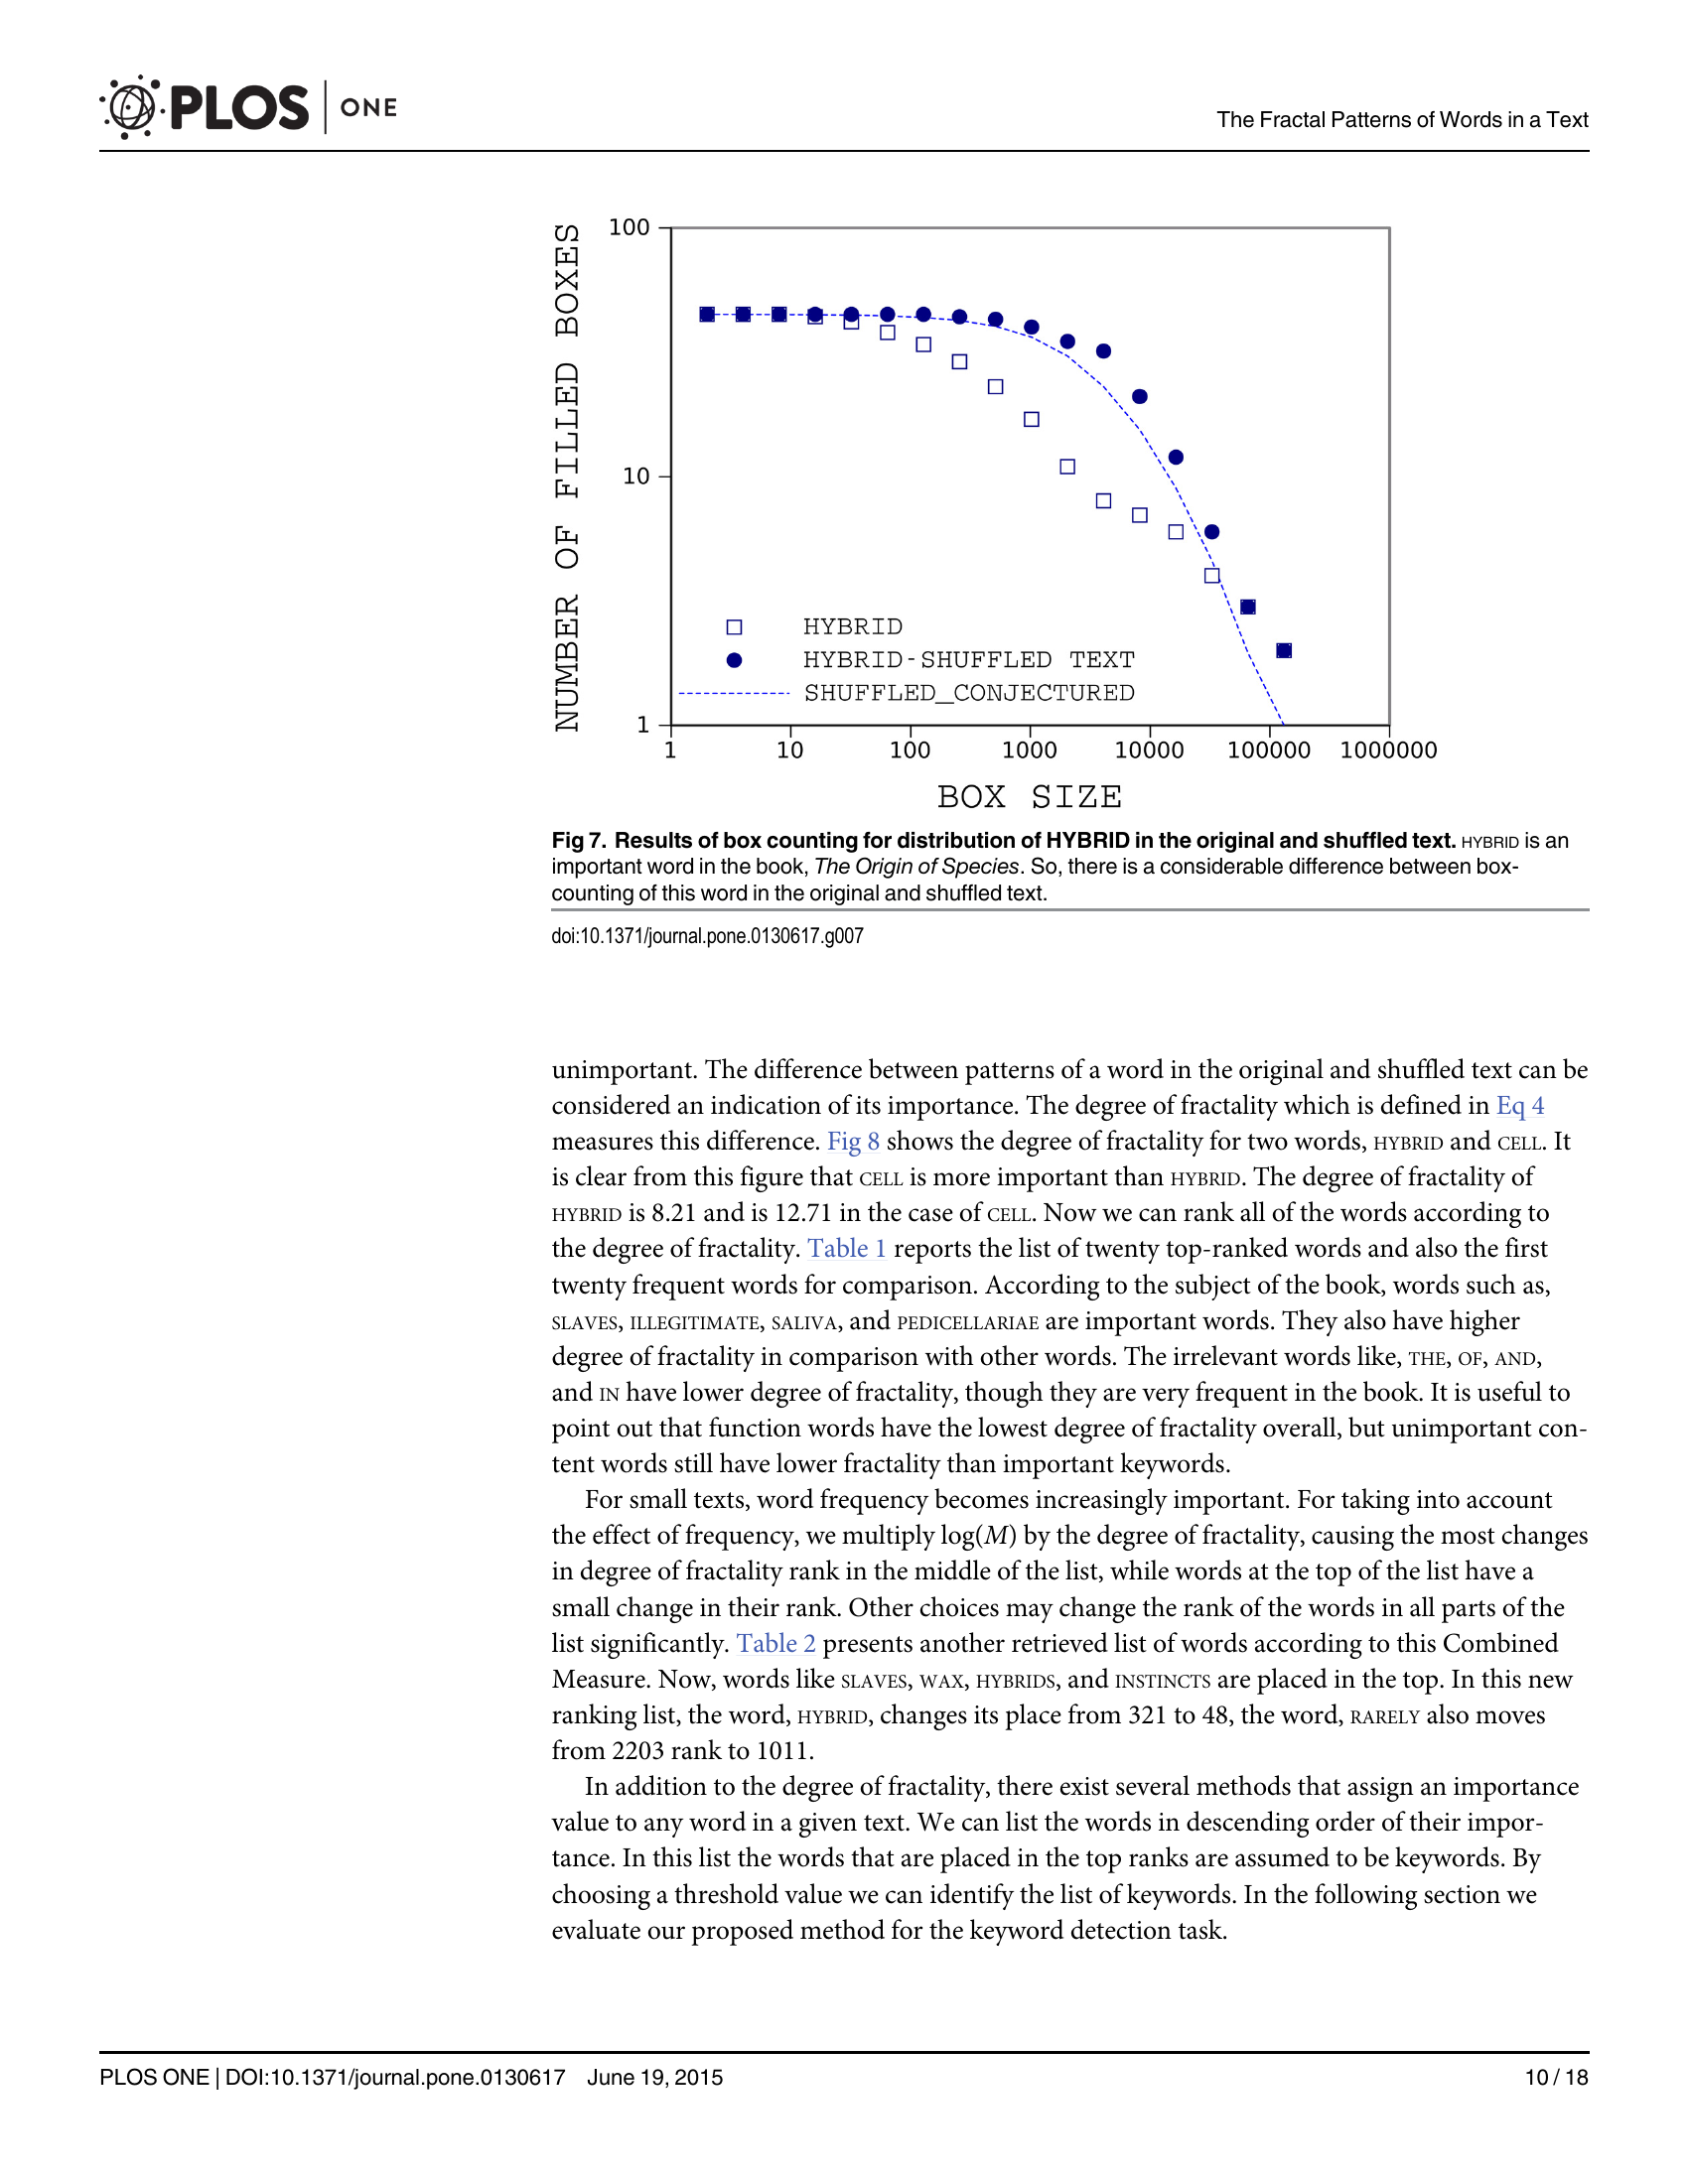 PLOS | ONE
The Fractal Patterns of Words in a Text
NUMBER OF FILLED BOXES
100
10
1
HYBRID
HYBRID-SHUFFLED TEXT
SHUFFLED_CONJECTURED
1 10 100 1000 10000 100000 1000000
BOX SIZE
Fig 7. Results of box counting for distribution of HYBRID in the original and shuffled text. HYBRID is an
important word in the book, The Origin of Species. So, there is a considerable difference between box-
counting of this word in the original and shuffled text.
doi:10.1371/journal.pone.0130617.g007
unimportant. The difference between patterns of a word in the original and shuffled text can be
considered an indication of its importance. The degree of fractality which is defined in Eq 4
measures this difference. Fig 8 shows the degree of fractality for two words, HYBRID and CELL. It
is clear from this figure that CELL is more important than HYBRID. The degree of fractality of
HYBRID is 8.21 and is 12.71 in the case of CELL. Now we can rank all of the words according to
the degree of fractality. Table 1 reports the list of twenty top-ranked words and also the first
twenty frequent words for comparison. According to the subject of the book, words such as,
SLAVES, ILLEGITIMATE, SALIVA, and PEDICELLARIAE are important words. They also have higher
degree of fractality in comparison with other words. The irrelevant words like, THE, OF, AND,
and IN have lower degree of fractality, though they are very frequent in the book. It is useful to
point out that function words have the lowest degree of fractality overall, but unimportant con-
tent words still have lower fractality than important keywords.
For small texts, word frequency becomes increasingly important. For taking into account
the effect of frequency, we multiply log(M) by the degree of fractality, causing the most changes
in degree of fractality rank in the middle of the list, while words at the top of the list have a
small change in their rank. Other choices may change the rank of the words in all parts of the
list significantly. Table 2 presents another retrieved list of words according to this Combined
Measure. Now, words like SLAVES, WAX, HYBRIDS, and INSTINCTS are placed in the top. In this new
ranking list, the word, HYBRID, changes its place from 321 to 48, the word, RARELY also moves
from 2203 rank to 1011.
In addition to the degree of fractality, there exist several methods that assign an importance
value to any word in a given text. We can list the words in descending order of their impor-
tance. In this list the words that are placed in the top ranks are assumed to be keywords. By
choosing a threshold value we can identify the list of keywords. In the following section we
evaluate our proposed method for the keyword detection task.
PLOS ONE | DOI:10.1371/journal.pone.0130617 June 19, 2015
10 / 18